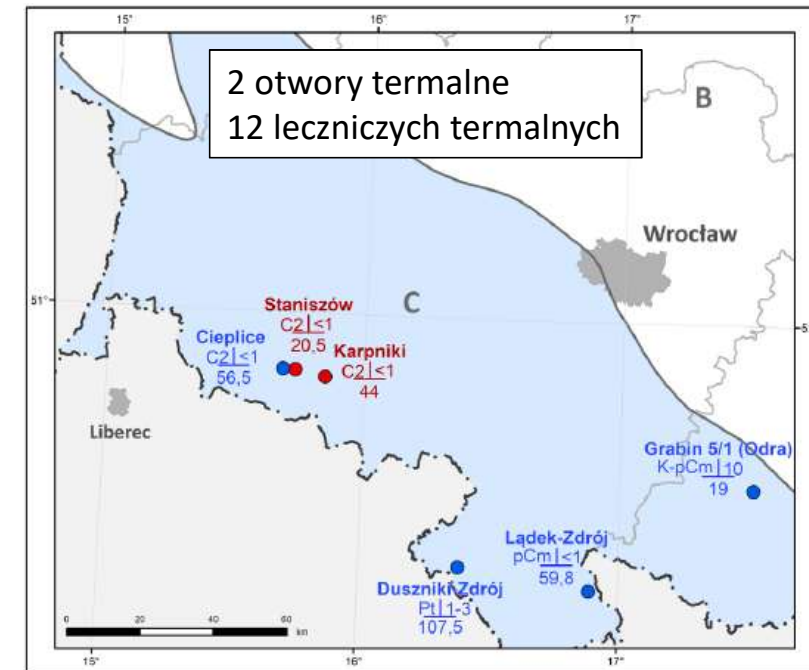 15°
16°
17°
2 otwory termalne
12 leczniczych termalnych
B
Wrocław
51°
C
Staniszów
C2|<1
20,5
Cieplice
C2|<1
56,5
Karpniki
C2|<1
44
Liberec
Grabin 5/1 (Odra)
K-pCm|10
19
Lądek-Zdrój
pCm|<1
59,8
Duszniki Zdrój
Pt|1-3
107,5
0 20 40 60
km
15°
16°
17°